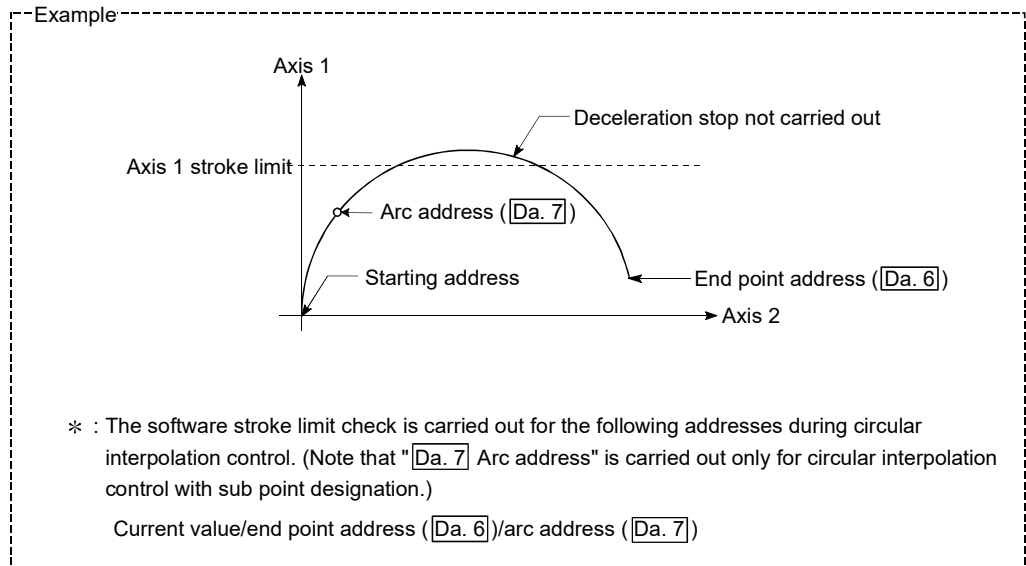 Example
Axis 1
Deceleration stop not carried out
Axis 1 stroke limit
Arc address ( Da. 7 )
Starting address
End point address ( Da. 6 )
Axis 2
* : The software stroke limit check is carried out for the following addresses during circular
interpolation control. (Note that " Da. 7 Arc address" is carried out only for circular interpolation
control with sub point designation.)
Current value/end point address ( Da. 6 )/arc address ( Da. 7 )